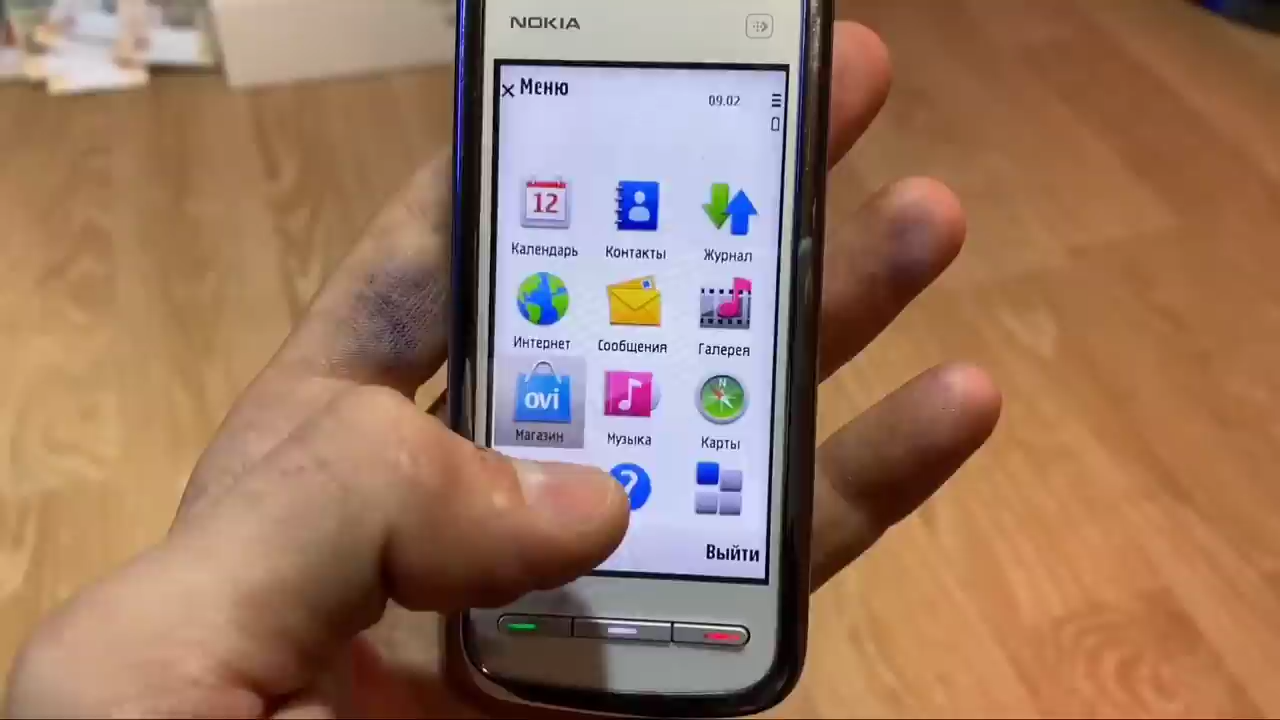 NOKIA
× Меню
09.02
12
Календарь
Контакты
Журнал
Интернет
Сообщения
Галерея
ovi
N
Магазин
Музыка
Карты
?
Выйти